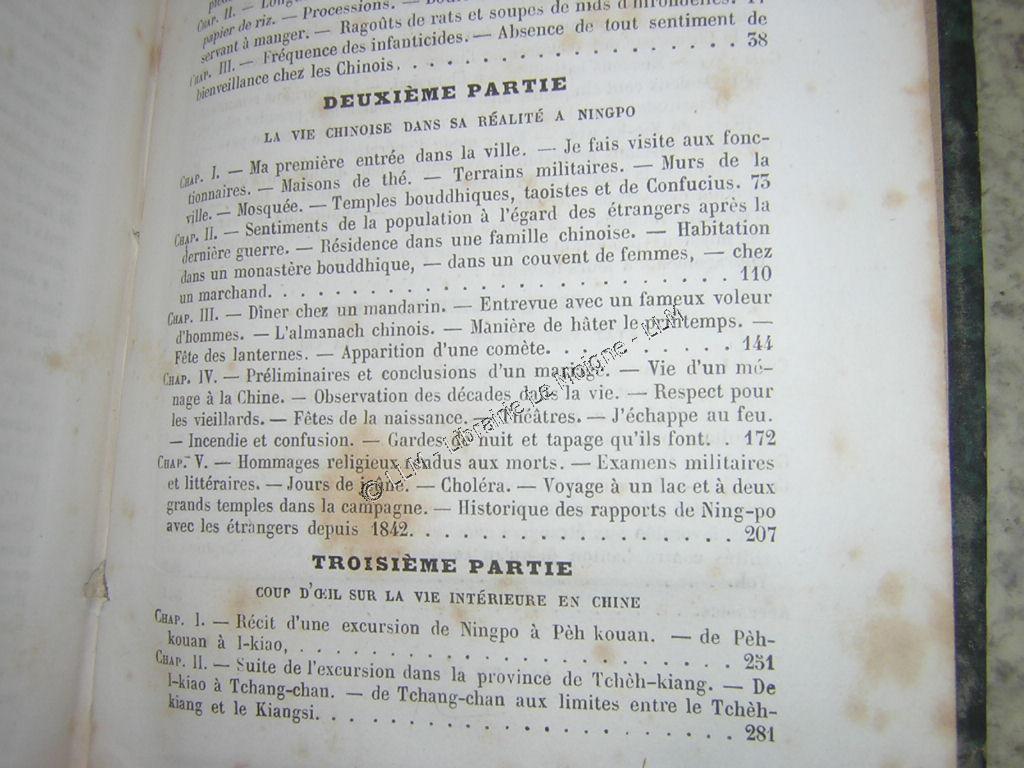 Chap. II. —
papier de riz. — Processions. —
servant à manger. — Ragoûts de rats et soupes de nids d'hirondelles.
Chap. III. — Fréquence des infanticides. — Absence de tout sentiment de
bienveillance chez les Chinois. . . . . . . . . . . . . . . . 38
DEUXIÈME PARTIE
LA VIE CHINOISE DANS SA RÉALITÉ A NINGPO
Chap. I. — Ma première entrée dans la ville. — Je fais visite aux fonc-
tionnaires. — Maisons de thé. — Terrains militaires. — Murs de la
ville. — Mosquée. — Temples bouddhiques, taoistes et de Confucius. 73
Chap. II. — Sentiments de la population à l'égard des étrangers après la
dernière guerre. — Résidence dans une famille chinoise. — Habitation
dans un monastère bouddhique, — dans un couvent de femmes, — chez
un marchand. . . . . . . . . . . . . . . . . . . . 110
Chap. III. — Dîner chez un mandarin. — Entrevue avec un fameux voleur
d'hommes. — L'almanach chinois. — Manière de hâter le printemps. —
Fête des lanternes. — Apparition d'une comète. . . . . . . . . 144
Chap. IV. — Préliminaires et conclusions d'un mariage. — Vie d'un mé-
nage à la Chine. — Observation des décades dans la vie. — Respect pour
les vieillards. — Fêtes de la naissance. — Théâtres. — J'échappe au feu.
— Incendie et confusion. — Gardes de nuit et tapage qu'ils font. . 172
Chap. V. — Hommages religieux rendus aux morts. — Examens militaires
et littéraires. — Jours de jeûne. — Choléra. — Voyage à un lac et à deux
grands temples dans la campagne. — Historique des rapports de Ning-po
avec les étrangers depuis 1842. . . . . . . . . . . . . . . 207
TROISIÈME PARTIE
COUP D'ŒIL SUR LA VIE INTÉRIEURE EN CHINE
Chap. I. — Récit d'une excursion de Ningpo à Pèh kouan. — de Pèh-
kouan à I-kiao, . . . . . . . . . . . . . . . . . . . 251
Chap. II. — Suite de l'excursion dans la province de Tchèh-kiang. — De
I-kiao à Tchang-chan. — de Tchang-chan aux limites entre le Tchèh-
kiang et le Kiangsi. . . . . . . . . . . . . . . . . . 281
© LLM - Librairie Le Moigne - LLM